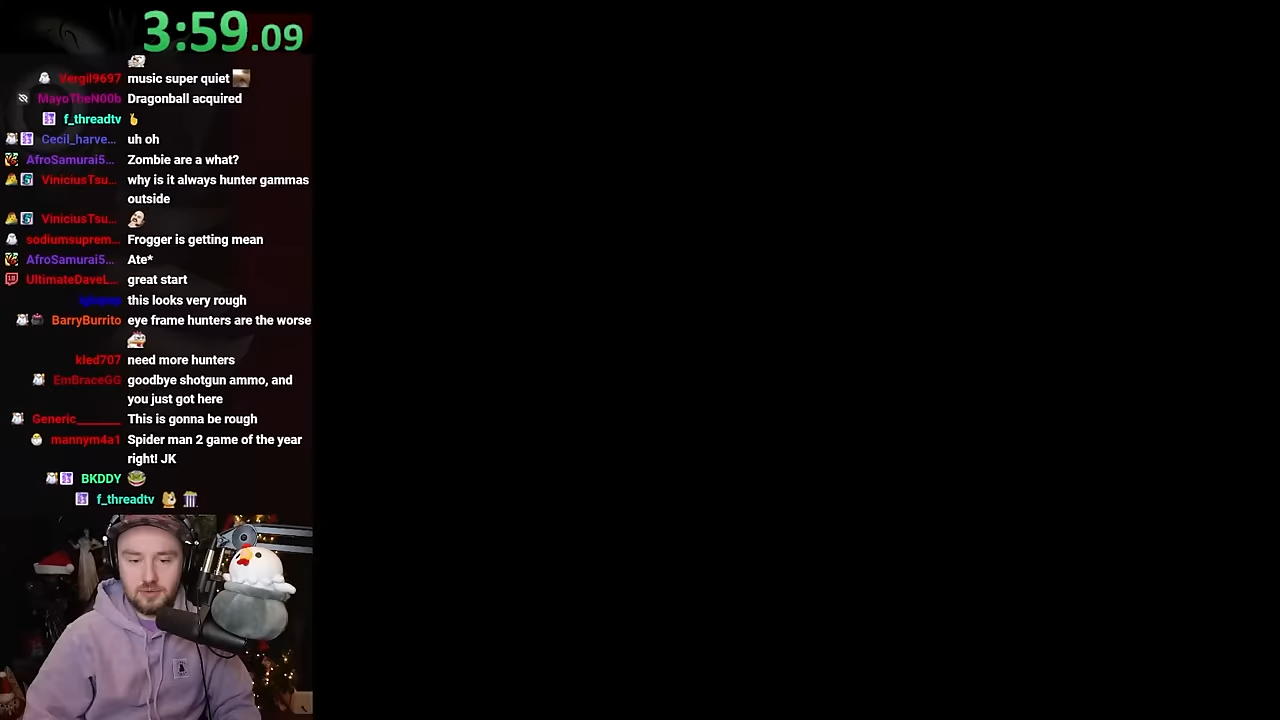 3:59.09
Vergil9697 music super quiet
MayoTheN00b Dragonball acquired
f_threadtv
Cecil_harve... uh oh
AfroSamurai5... Zombie are a what?
ViniciusTsu... why is it always hunter gammas
outside
ViniciusTsu...
sodiumsuprem... Frogger is getting mean
AfroSamurai5... Ate*
UltimateDaveL... great start
this looks very rough
BarryBurrito eye frame hunters are the worse
kled707 need more hunters
EmBraceGG goodbye shotgun ammo, and
you just got here
Generic_______ This is gonna be rough
mannym4a1 Spider man 2 game of the year
right! JK
BKDDY
f_threadtv